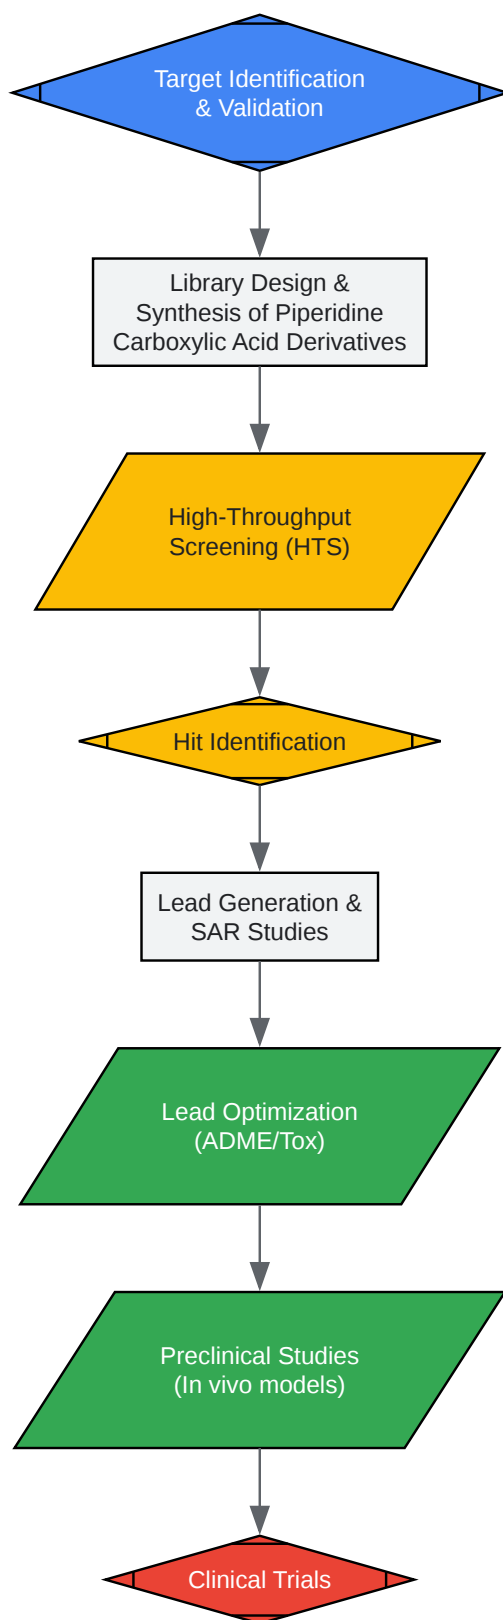 Target Identification
& Validation
Library Design &
Synthesis of Piperidine
Carboxylic Acid Derivatives
High-Throughput
Screening (HTS)
Hit Identification
Lead Generation &
SAR Studies
Lead Optimization
(ADME/Tox)
Preclinical Studies
(In vivo models)
Clinical Trials